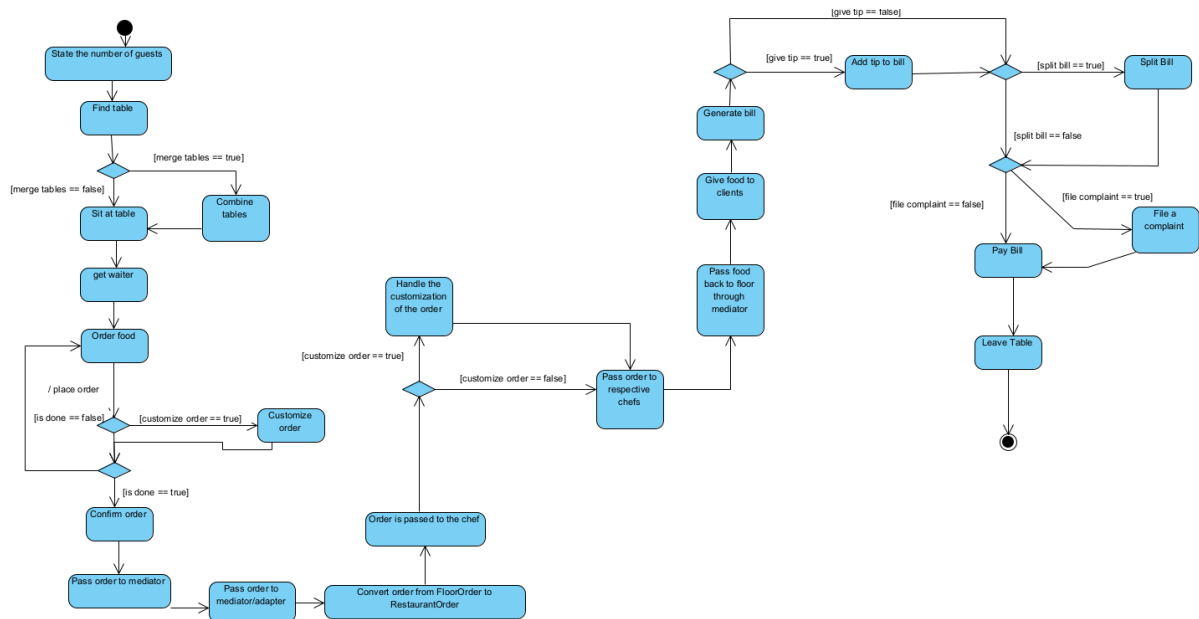 State the number of guests
Find table
[merge tables == true]
[merge tables == false]
Combine
tables
Sit at table
get waiter
Order food
/ place order
[is done == false]
[customize order == true]
Customize
order
[is done == true]
Confirm order
Pass order to mediator
Pass order to
mediator/adapter
Convert order from FloorOrder to
RestaurantOrder
Order is passed to the chef
[customize order == true]
Handle the
customization
of the order
[customize order == false]
Pass order to
respective
chefs
Pass food
back to floor
through
mediator
Give food to
clients
Generate bill
[give tip == false]
[give tip == true]
Add tip to bill
[split bill == true]
Split Bill
[split bill == false
[file complaint == true]
[file complaint == false]
File a
complaint
Pay Bill
Leave Table